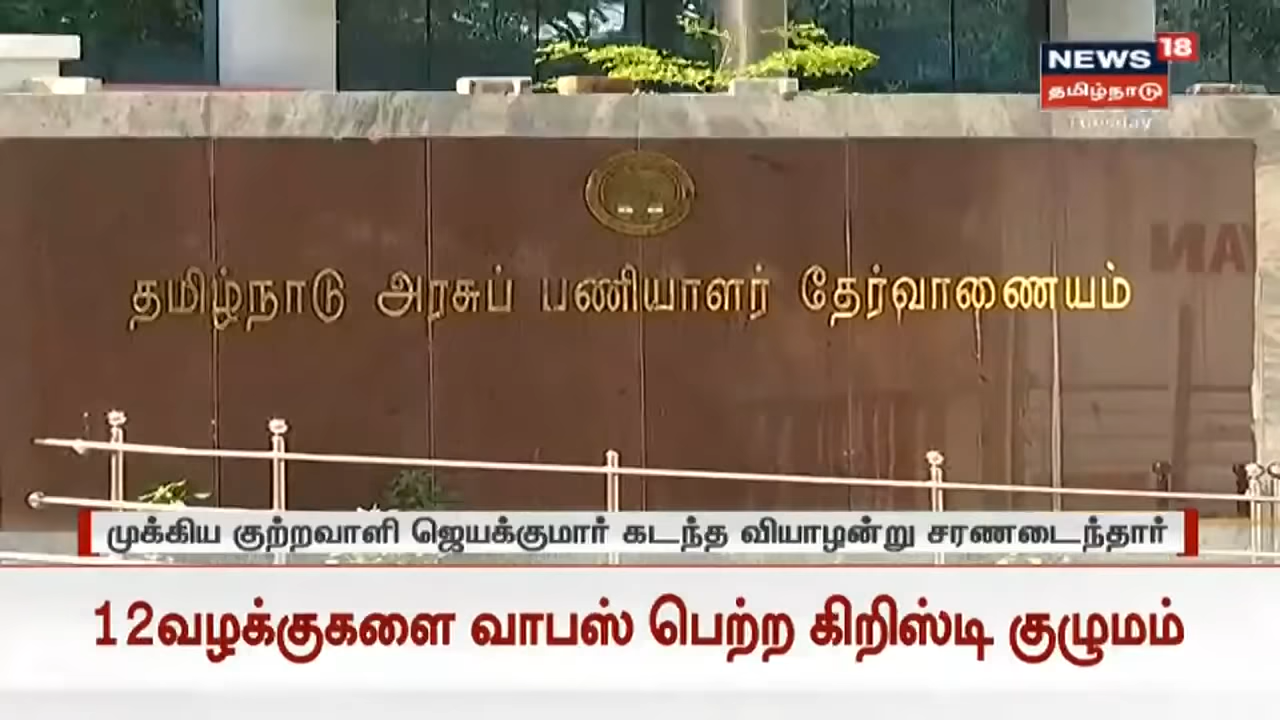 NEWS 18
தமிழ்நாடு
Tuesday
தமிழ்நாடு அரசுப் பணியாளர் தேர்வாணையம்
முக்கிய குற்றவாளி ஜெயக்குமார் கடந்த வியாழன்று சரணடைந்தார்
12வழக்குகளை வாபஸ் பெற்ற கிறிஸ்டி குழுமம்